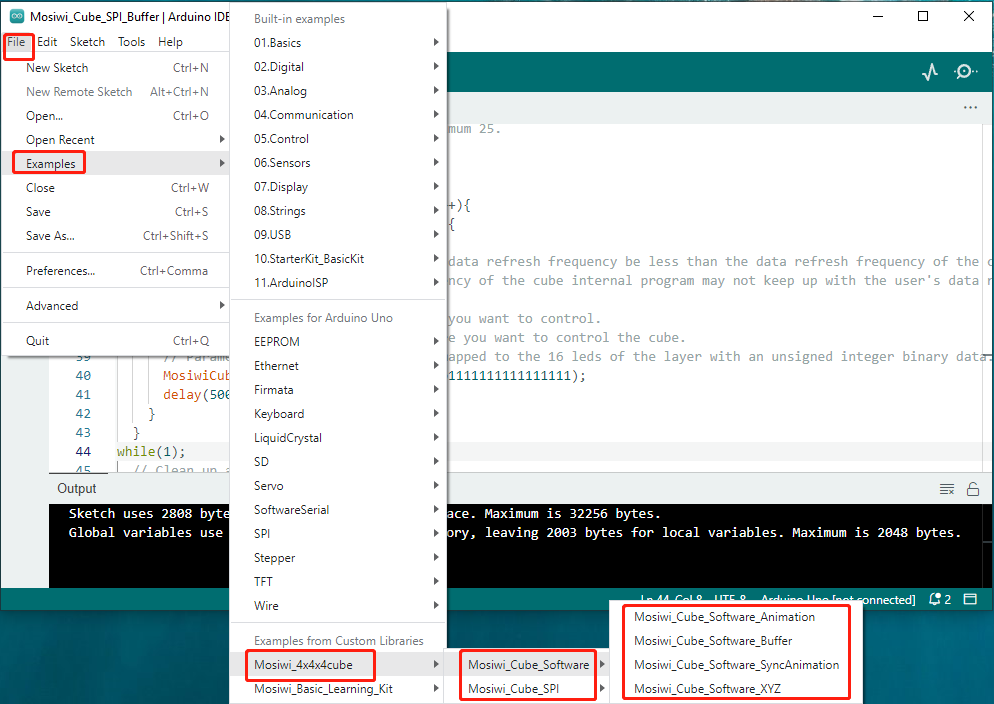 Mosiwi_Cube_SPI_Buffer | Arduino IDE
File Edit Sketch Tools Help
New Sketch Ctrl+N
New Remote Sketch Alt+Ctrl+N
Open... Ctrl+O
Open Recent
Examples
Close Ctrl+W
Save Ctrl+S
Save As... Ctrl+Shift+S
Preferences... Ctrl+Comma
Advanced
Quit Ctrl+Q
Built-in examples
01.Basics
02.Digital
03.Analog
04.Communication
05.Control
06.Sensors
07.Display
08.Strings
09.USB
10.StarterKit_BasicKit
11.ArduinoISP
Examples for Arduino Uno
EEPROM
Ethernet
Firmata
Keyboard
LiquidCrystal
SD
Servo
SoftwareSerial
SPI
Stepper
TFT
Wire
Examples from Custom Libraries
Mosiwi_4x4x4cube
Mosiwi_Basic_Learning_Kit
Mosiwi_Cube_Software
Mosiwi_Cube_SPI
Mosiwi_Cube_Software_Animation
Mosiwi_Cube_Software_Buffer
Mosiwi_Cube_Software_SyncAnimation
Mosiwi_Cube_Software_XYZ
mum 25.
+){
{
data refresh frequency be less than the data refresh frequency of the
ncy of the cube internal program may not keep up with the user's data
you want to control.
e you want to control the cube.
apped to the 16 leds of the layer with an unsigned integer binary data.
39 // Parame
40 MosiwiCub 1111111111111111);
41 delay(500
42 }
43 }
44 while(1);
45 // Clean up a
Output
Sketch uses 2808 byte ace. Maximum is 32256 bytes.
Global variables use ory, leaving 2003 bytes for local variables. Maximum is 2048 bytes.
Ln 44, Col 8 UTF-8 Arduino Uno [not connected] 2